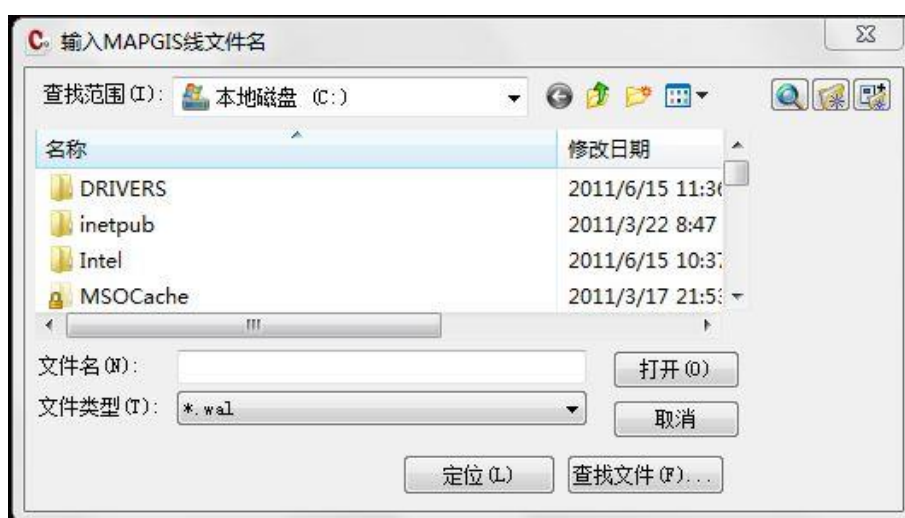 输入MAPGIS线文件名
查找范围(I): 本地磁盘 (C:)
名称 修改日期
DRIVERS 2011/6/15 11:36
inetpub 2011/3/22 8:47
Intel 2011/6/15 10:37
MSOCache 2011/3/17 21:53
文件名(N): 打开(O)
文件类型(T): *.wal 取消
定位(L) 查找文件(F)...